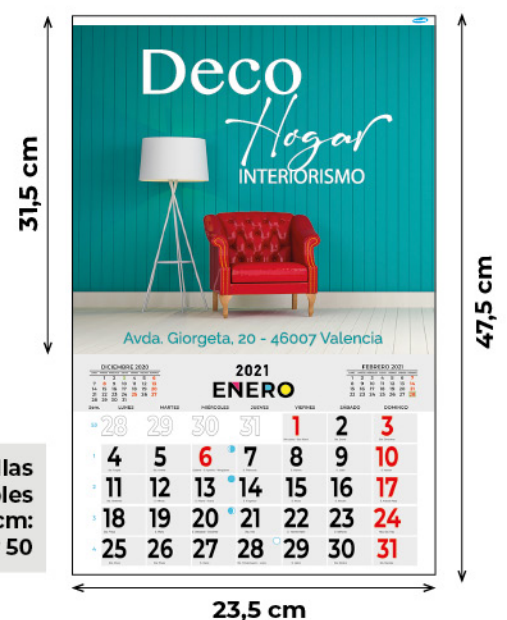 Deco
Hogar
INTERIORISMO
31,5 cm
47,5 cm
Avda. Giorgeta, 20 - 46007 Valencia
DICIEMBRE 2020
2021
ENERO
FEBRERO 2021
Sem. LUNES MARTES MIÉRCOLES JUEVES VIERNES SÁBADO DOMINGO
28 29 30 31 1 2 3
4 5 6 7 8 9 10
11 12 13 14 15 16 17
18 19 20 21 22 23 24
25 26 27 28 29 30 31
llas
oles
cm:
50
23,5 cm